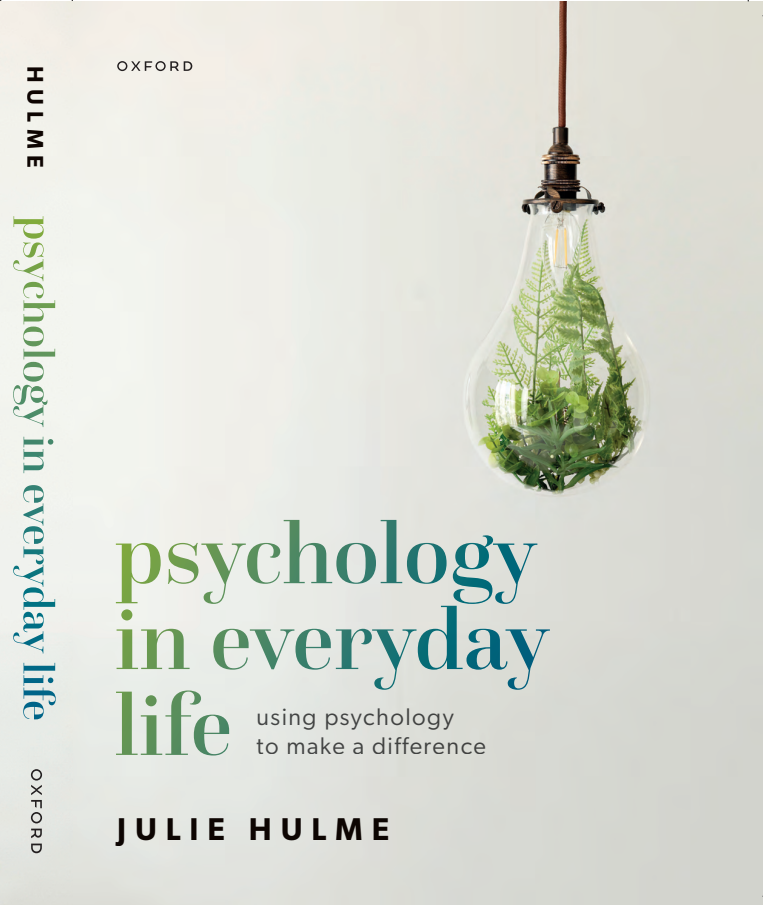 HULME
psychology in everyday life
OXFORD
OXFORD
psychology
in everyday
life
using psychology
to make a difference
JULIE HULME